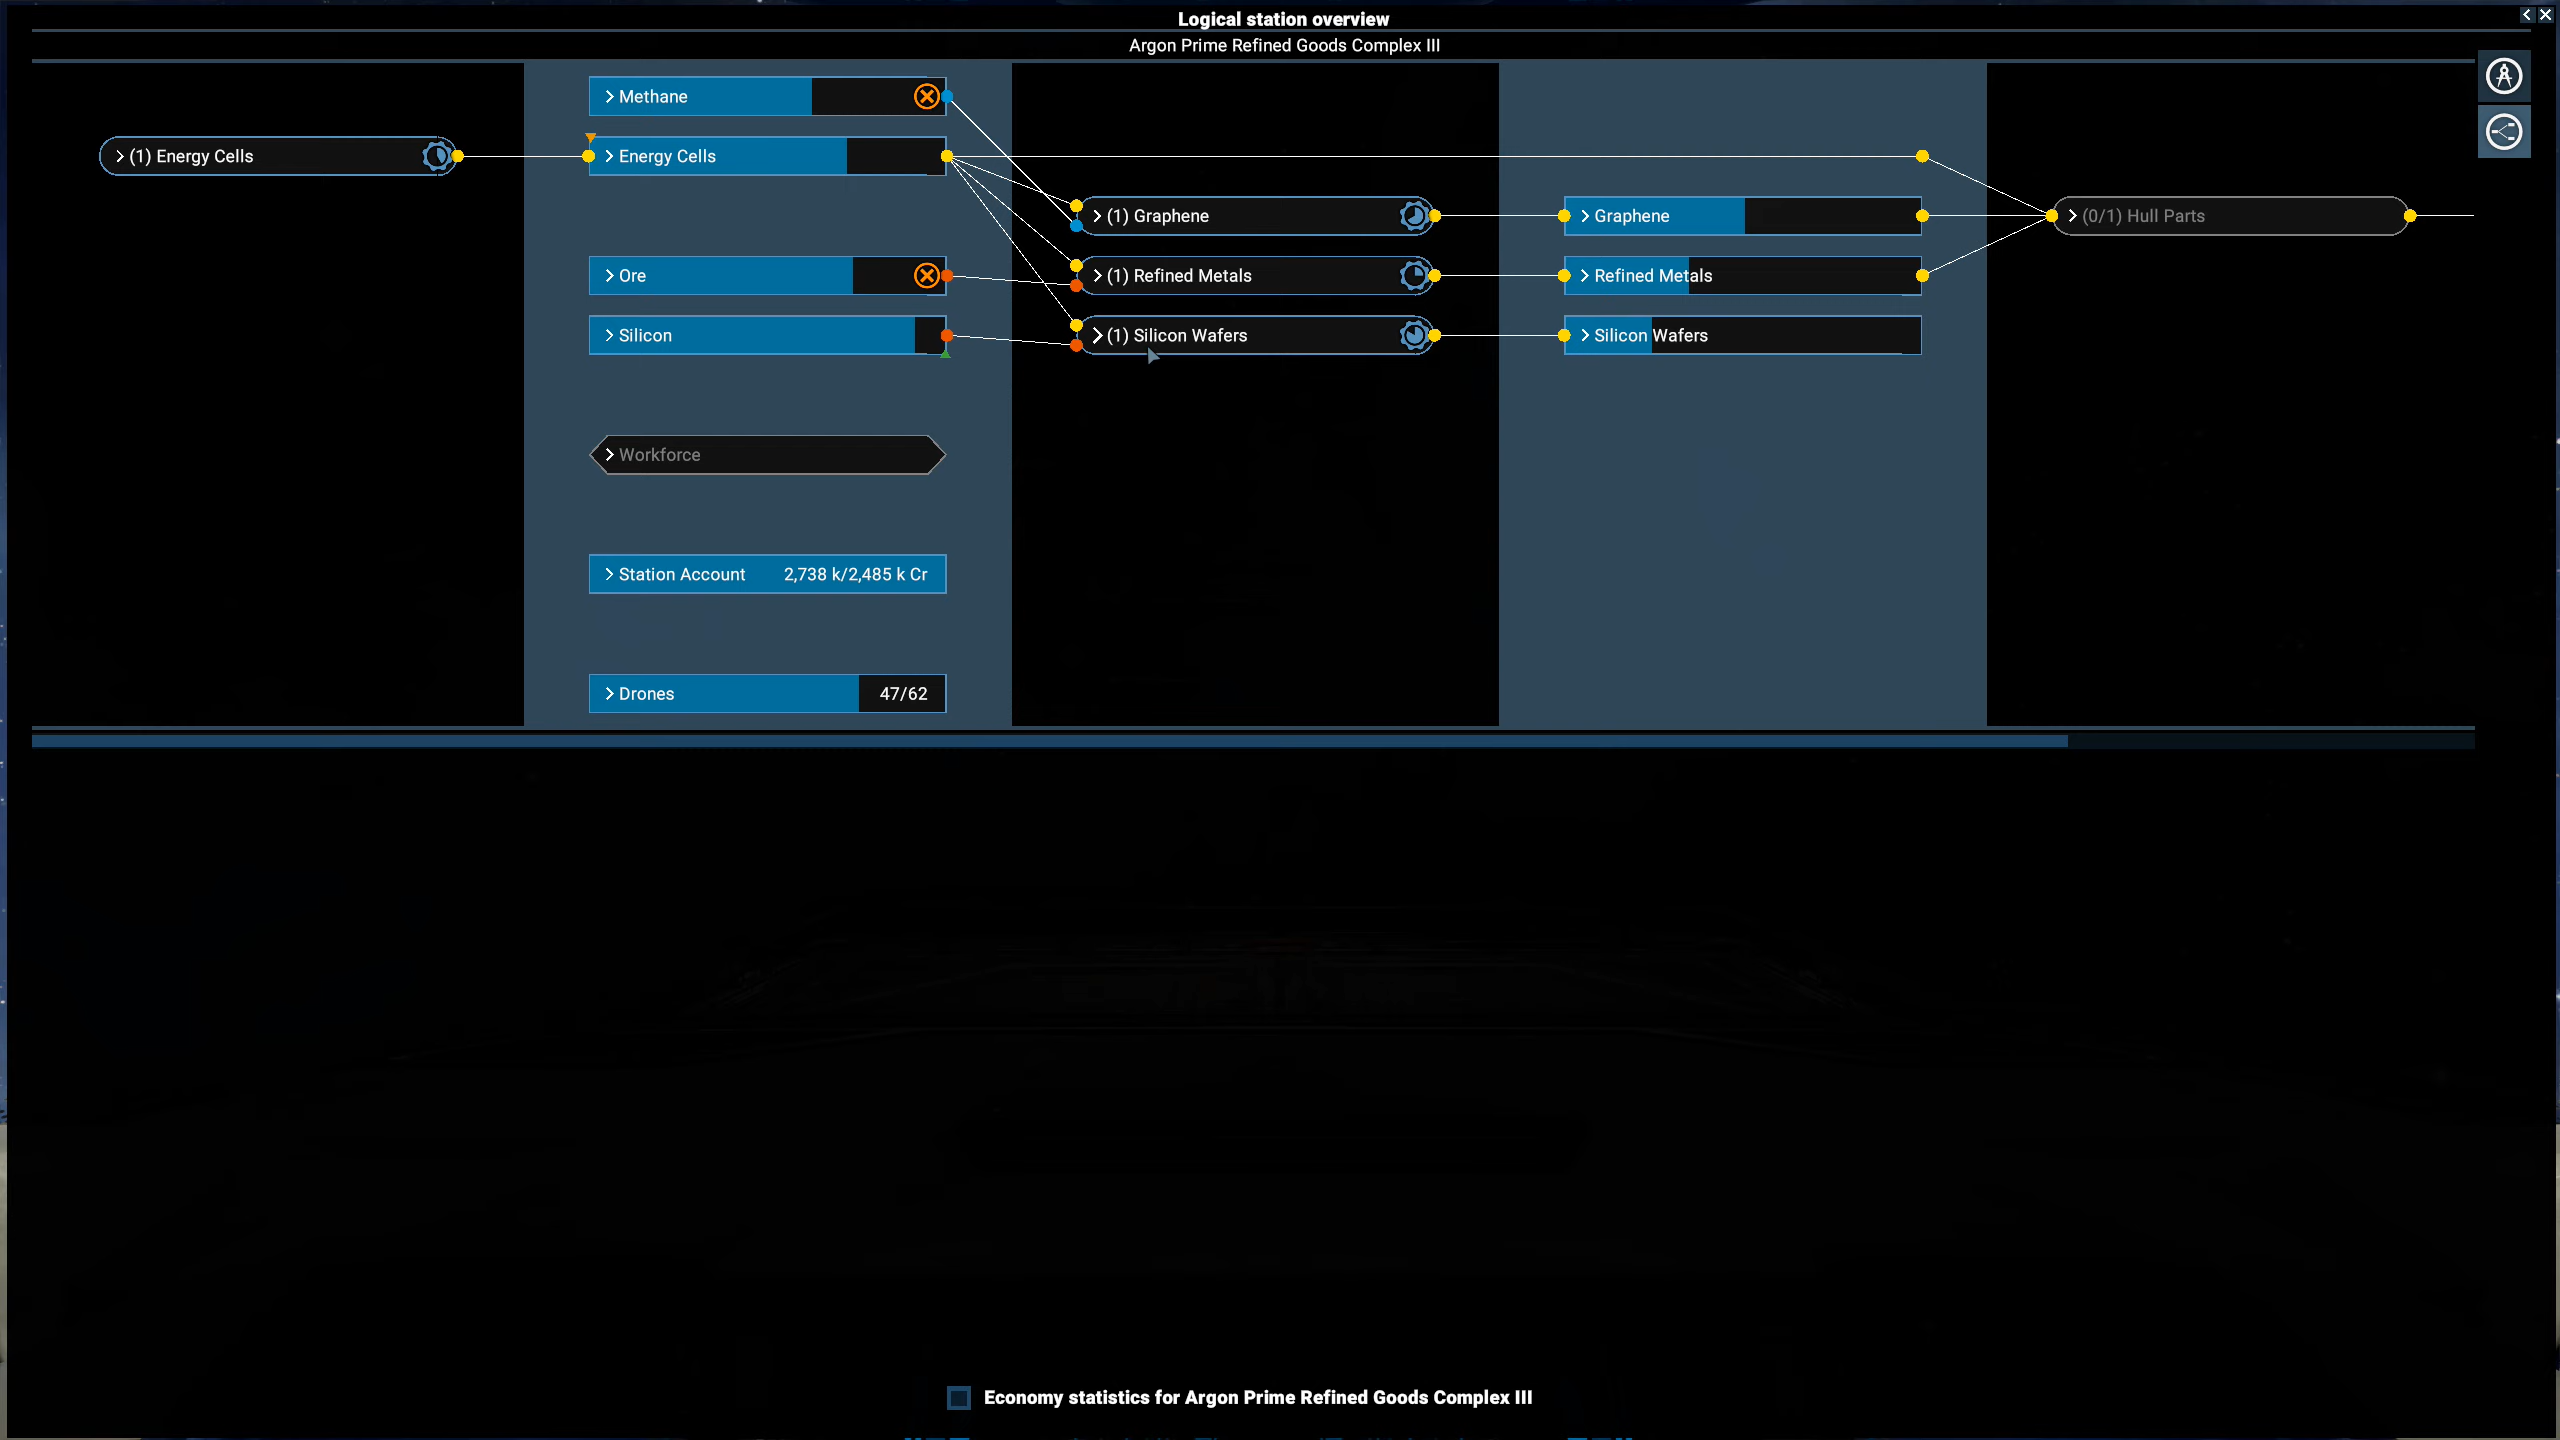 Logical station overview
Argon Prime Refined Goods Complex III
Methane
(1) Energy Cells
Energy Cells
(1) Graphene
Graphene
(0/1) Hull Parts
Ore
(1) Refined Metals
Refined Metals
Silicon
(1) Silicon Wafers
Silicon Wafers
Workforce
Station Account 2,738 k/2,485 k Cr
Drones 47/62
Economy statistics for Argon Prime Refined Goods Complex III